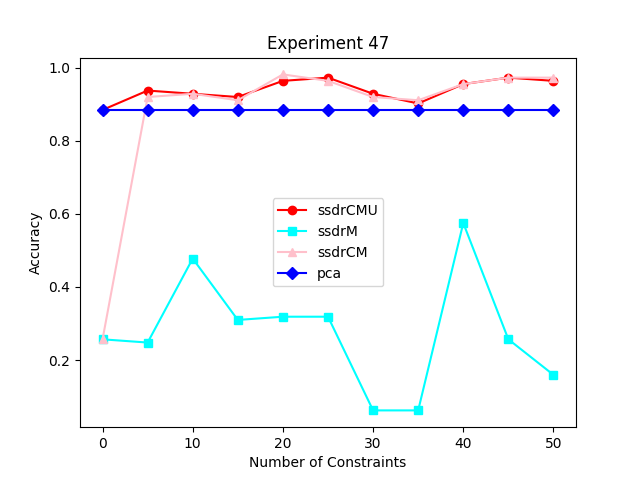 Experiment 47
Accuracy
1.0
0.8
0.6
0.4
0.2
ssdrCMU
ssdrM
ssdrCM
pca
0 10 20 30 40 50
Number of Constraints